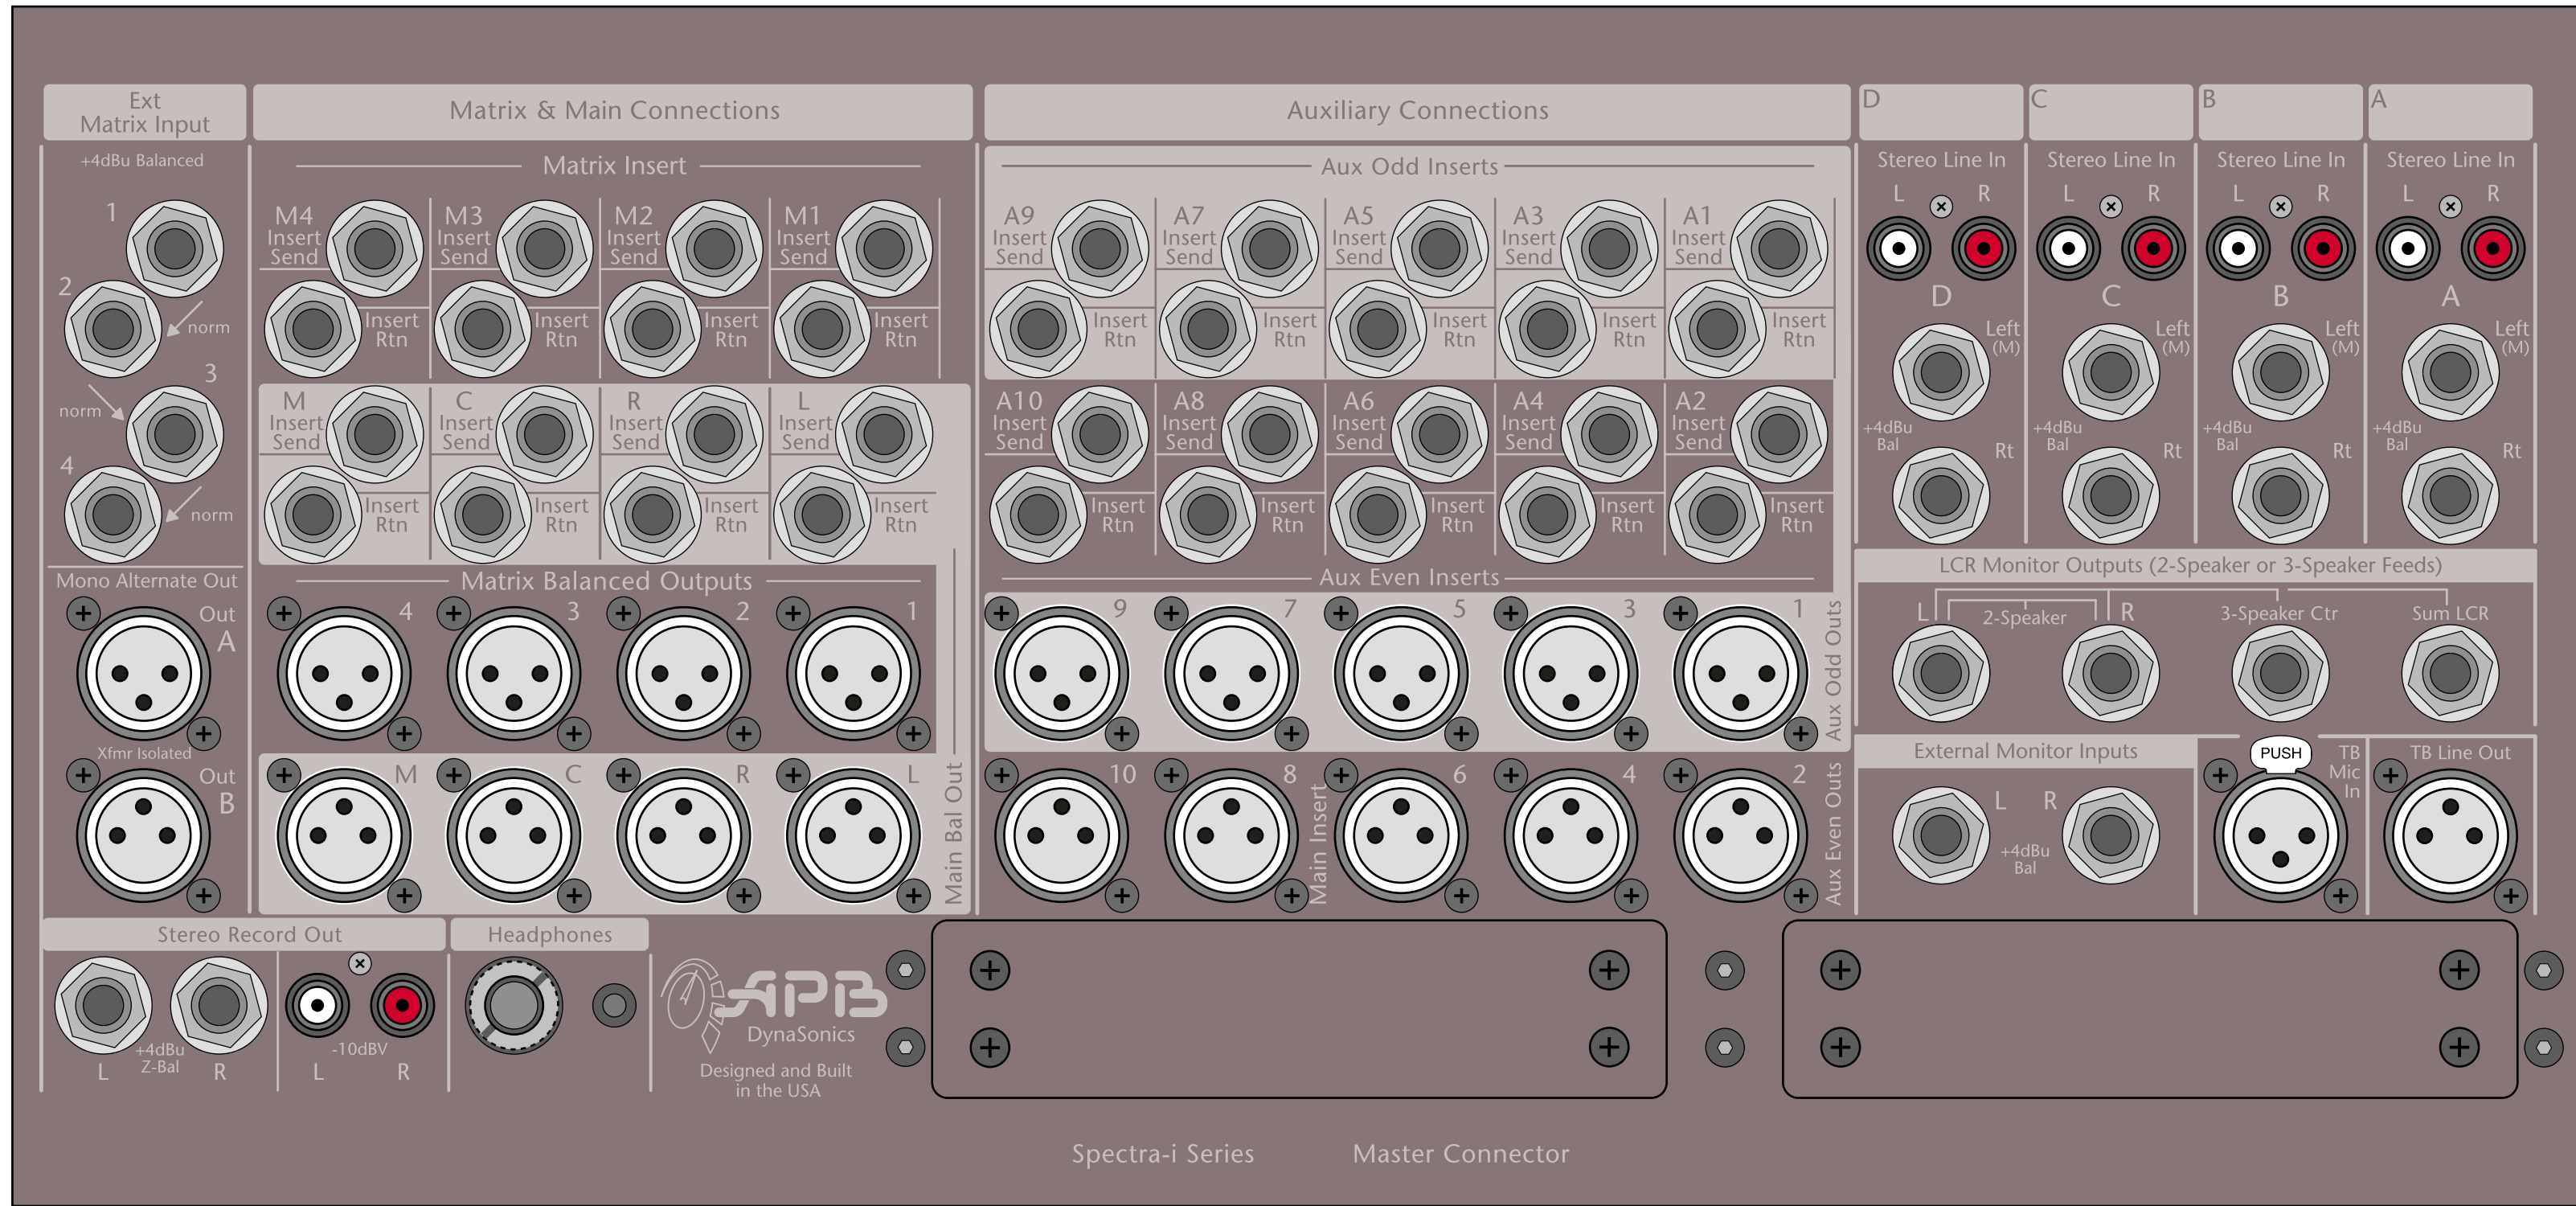 Ext
Matrix Input
+4dBu Balanced
1
2
norm
3
norm
4
norm
Mono Alternate Out
Out
A
Xfmr Isolated
Out
B
Matrix & Main Connections
Matrix Insert
M4 Insert Send
M3 Insert Send
M2 Insert Send
M1 Insert Send
Insert Rtn
Insert Rtn
Insert Rtn
Insert Rtn
M Insert Send
C Insert Send
R Insert Send
L Insert Send
Insert Rtn
Insert Rtn
Insert Rtn
Insert Rtn
Matrix Balanced Outputs
4 3 2 1
M C R L
Main Bal Out
Auxiliary Connections
Aux Odd Inserts
A9 Insert Send
A7 Insert Send
A5 Insert Send
A3 Insert Send
A1 Insert Send
Insert Rtn
Insert Rtn
Insert Rtn
Insert Rtn
Insert Rtn
A10 Insert Send
A8 Insert Send
A6 Insert Send
A4 Insert Send
A2 Insert Send
Insert Rtn
Insert Rtn
Insert Rtn
Insert Rtn
Insert Rtn
Aux Even Inserts
9 7 5 3 1
Aux Odd Outs
10 8 6 4 2
Main Insert
Aux Even Outs
D
Stereo Line In
L R
D
Left
(M)
+4dBu
Bal
Rt
C
Stereo Line In
L R
C
Left
(M)
+4dBu
Bal
Rt
B
Stereo Line In
L R
B
Left
(M)
+4dBu
Bal
Rt
A
Stereo Line In
L R
A
Left
(M)
+4dBu
Bal
Rt
LCR Monitor Outputs (2-Speaker or 3-Speaker Feeds)
L 2-Speaker R 3-Speaker Ctr Sum LCR
External Monitor Inputs
L R
+4dBu
Bal
PUSH
TB
Mic
In
TB Line Out
Stereo Record Out
+4dBu
Z-Bal
L R
-10dBV
L R
Headphones
APB
DynaSonics
Designed and Built
in the USA
Spectra-i Series Master Connector